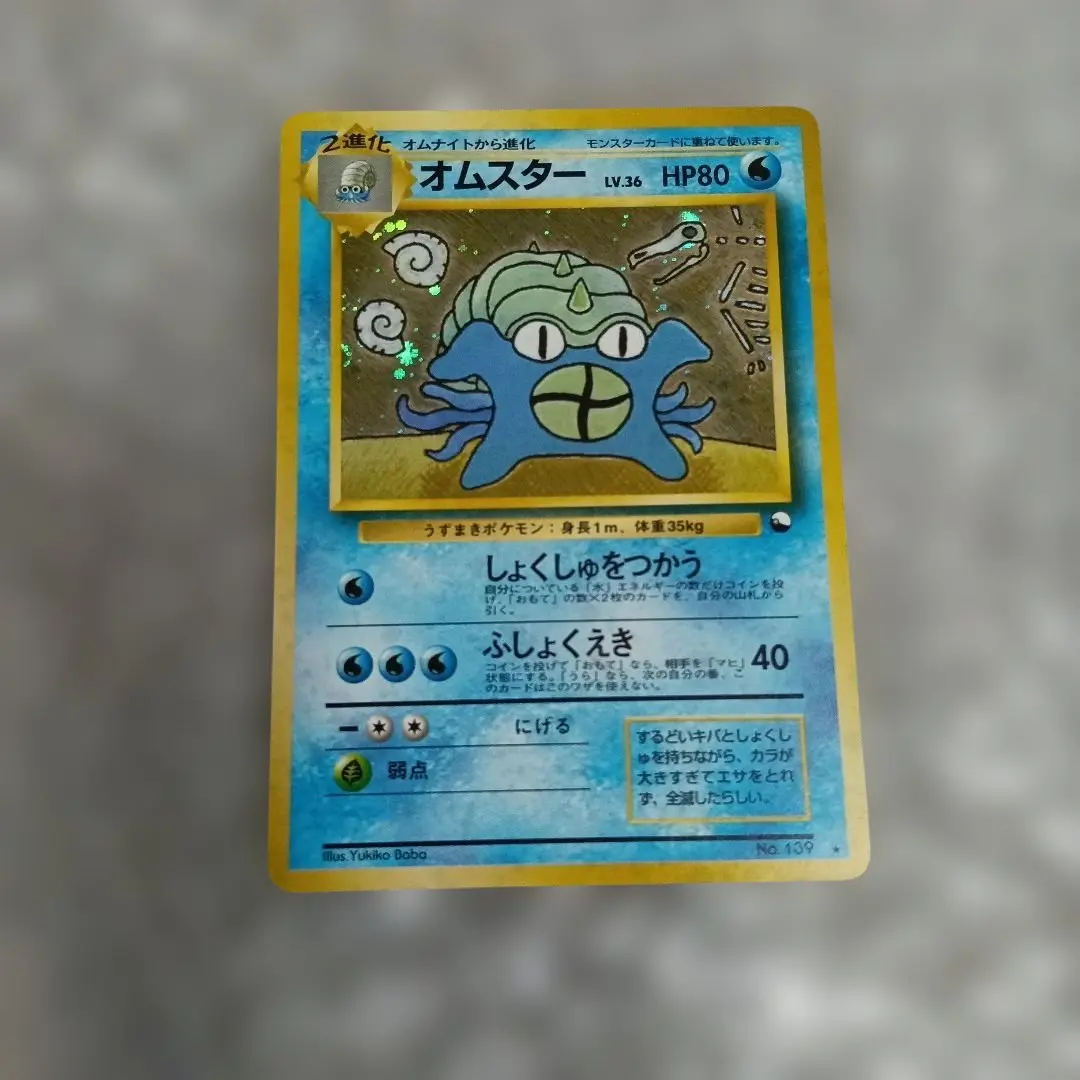 2進化 オムナイトから進化 モンスターカードに重ねて使います。
オムスター LV.36 HP80
うずまきポケモン：身長1m、体重35kg
しょくしゅをつかう
自分についている「水」エネルギーの数だけコインを投
げ、「おもて」の数×2枚のカードを、自分の山札から
引く。
ふしょくえき 40
コインを投げて「おもて」なら、相手を「マヒ」
状態にする。「うら」なら、次の自分の番、こ
のカードはこのワザを使えない。
にげる
弱点
するどいキバとしょくし
ゅを持ちながら、カラが
大きすぎてエサをとれ
ず、全滅したらしい。
Illus. Yukiko Baba No. 139 ★